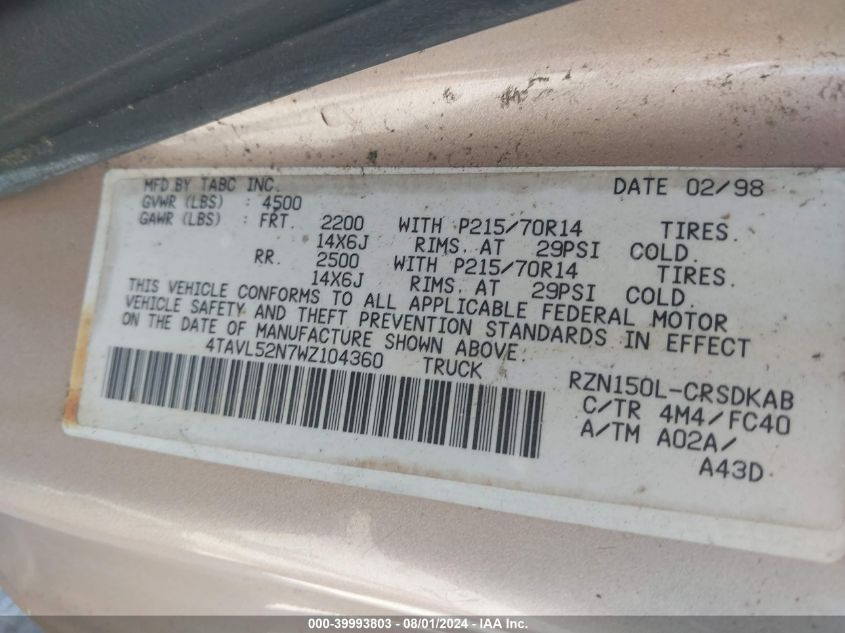 MFD.BY TABC INC. DATE 02/98
GVWR (LBS) : 4500
GAWR (LBS) : FRT. 2200 WITH P215/70R14 TIRES.
14X6J RIMS. AT 29PSI COLD.
RR. 2500 WITH P215/70R14 TIRES.
14X6J RIMS. AT 29PSI COLD.
THIS VEHICLE CONFORMS TO ALL APPLICABLE FEDERAL MOTOR
VEHICLE SAFETY AND THEFT PREVENTION STANDARDS IN EFFECT
ON THE DATE OF MANUFACTURE SHOWN ABOVE.
4TAVL52N7WZ104360 TRUCK
RZN150L-CRSDKAB
C/TR 4M4/FC40
A/TM A02A/
A43D
000-39993803 - 08/01/2024 - IAA Inc.